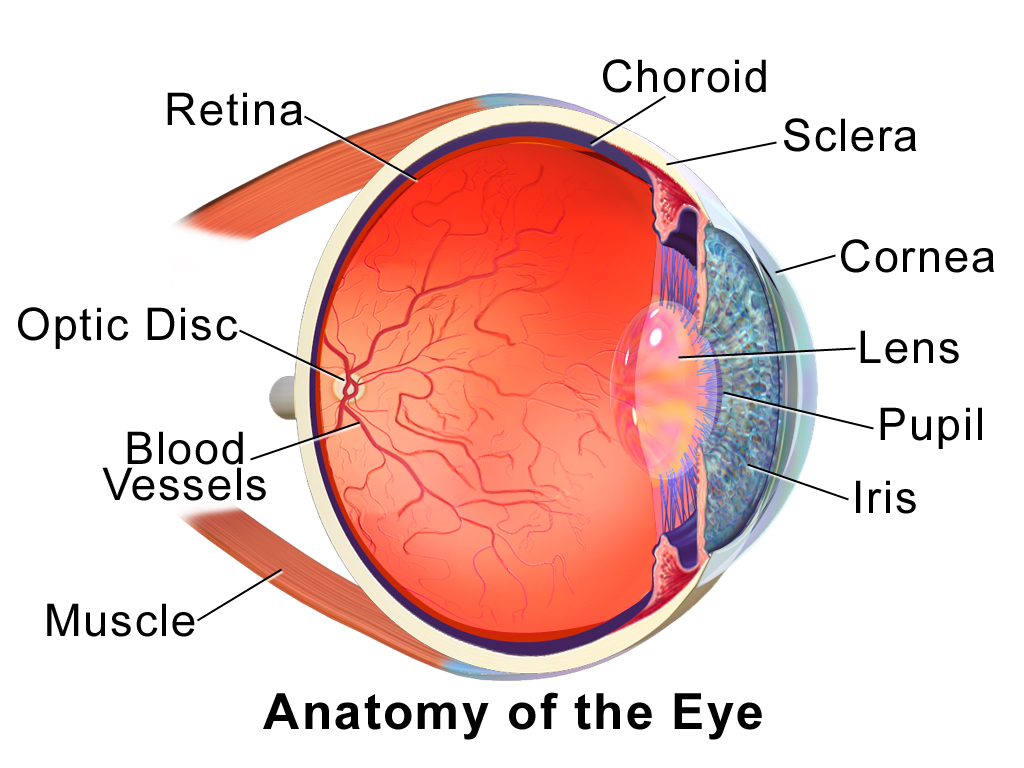 Choroid
Retina
Sclera
Cornea
Optic Disc
Lens
Pupil
Blood
Vessels
Iris
Muscle
Anatomy of the Eye